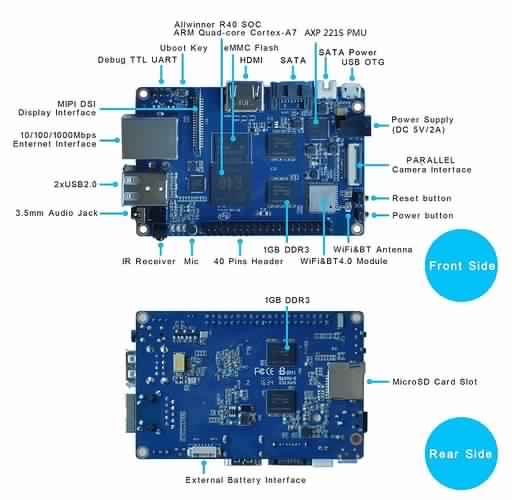 Allwinner R40 SOC
ARM Quad-core Cortex-A7
AXP 221S PMU
Uboot Key
eMMC Flash
SATA Power
Debug TTL UART
HDMI
SATA
USB OTG
MIPI DSI
Display Interface
Power Supply
(DC 5V/2A)
10/100/1000Mbps
Enternet Interface
PARALLEL
Camera Interface
2xUSB2.0
Reset button
3.5mm Audio Jack
Power button
IR Receiver
Mic
40 Pins Header
1GB DDR3
WiFi&BT Antenna
WiFi&BT4.0 Module
Front Side
1GB DDR3
FCC CE
MicroSD Card Slot
Rear Side
External Battery Interface